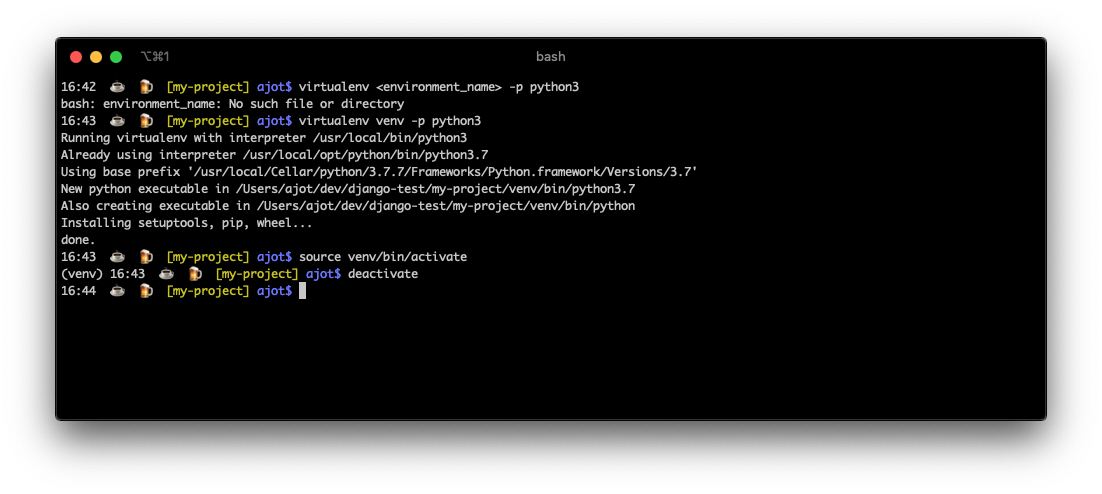 ⌥⌘1
bash
16:42 ☕ 🍺 [my-project] ajot$ virtualenv <environment_name> -p python3
bash: environment_name: No such file or directory
16:43 ☕ 🍺 [my-project] ajot$ virtualenv venv -p python3
Running virtualenv with interpreter /usr/local/bin/python3
Already using interpreter /usr/local/opt/python/bin/python3.7
Using base prefix '/usr/local/Cellar/python/3.7.7/Frameworks/Python.framework/Versions/3.7'
New python executable in /Users/ajot/dev/django-test/my-project/venv/bin/python3.7
Also creating executable in /Users/ajot/dev/django-test/my-project/venv/bin/python
Installing setuptools, pip, wheel...
done.
16:43 ☕ 🍺 [my-project] ajot$ source venv/bin/activate
(venv) 16:43 ☕ 🍺 [my-project] ajot$ deactivate
16:44 ☕ 🍺 [my-project] ajot$